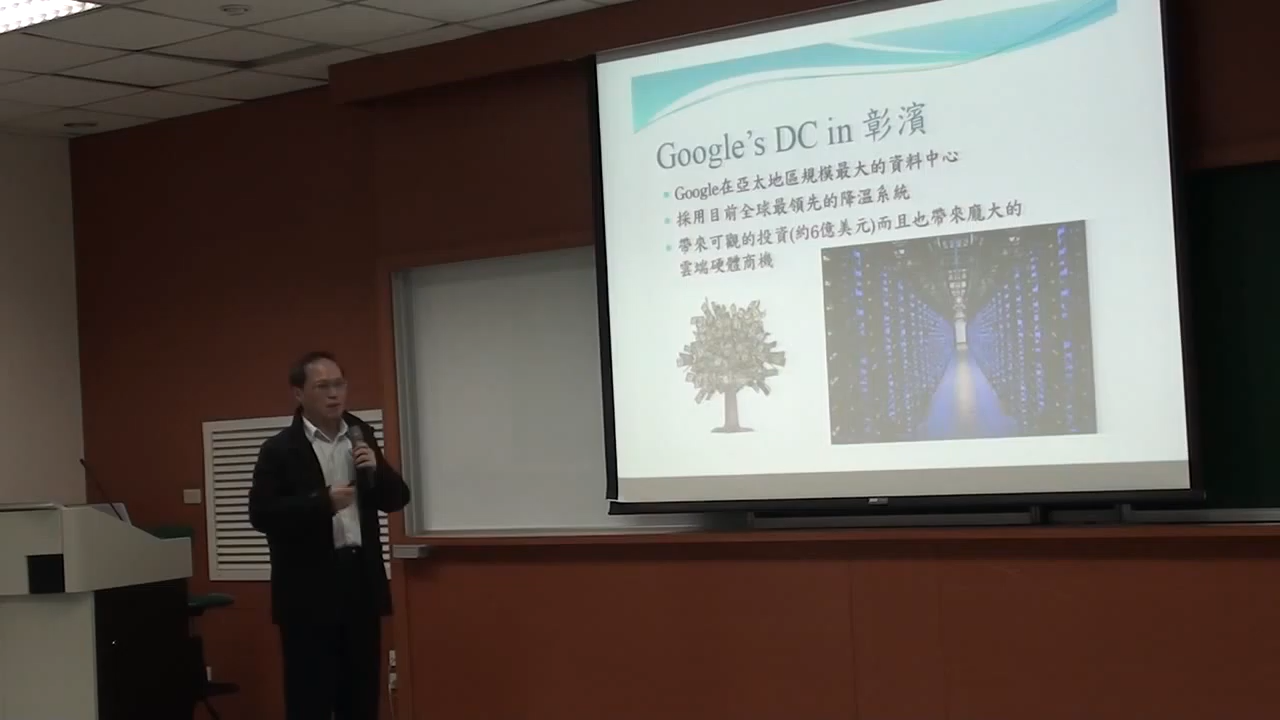 Google's DC in 彰濱
Google在亞太地區規模最大的資料中心
採用目前全球最領先的降溫系統
帶來可觀的投資(約6億美元)而且也帶來龐大的
雲端硬體商機